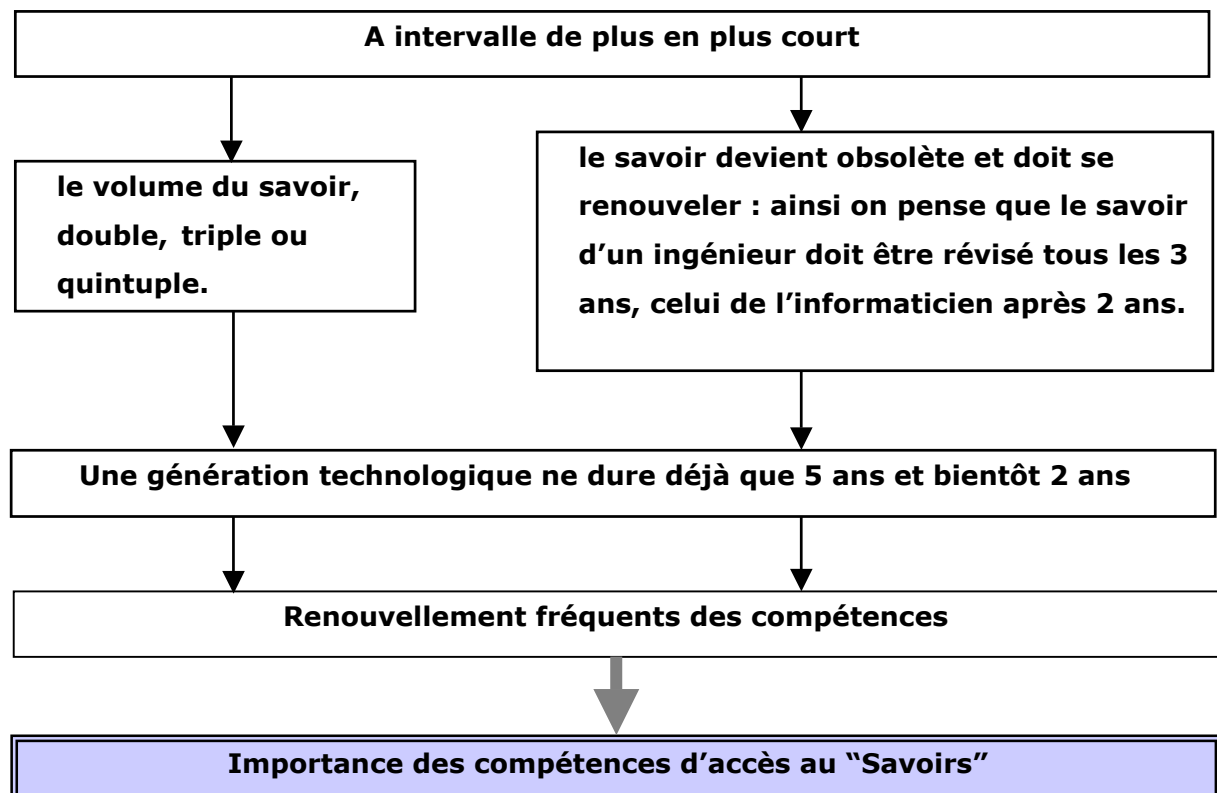 A intervalle de plus en plus court
le volume du savoir,
double, triple ou
quintuple.
le savoir devient obsolète et doit se
renouveler : ainsi on pense que le savoir
d’un ingénieur doit être révisé tous les 3
ans, celui de l’informaticien après 2 ans.
Une génération technologique ne dure déjà que 5 ans et bientôt 2 ans
Renouvellement fréquents des compétences
Importance des compétences d’accès au “Savoirs”